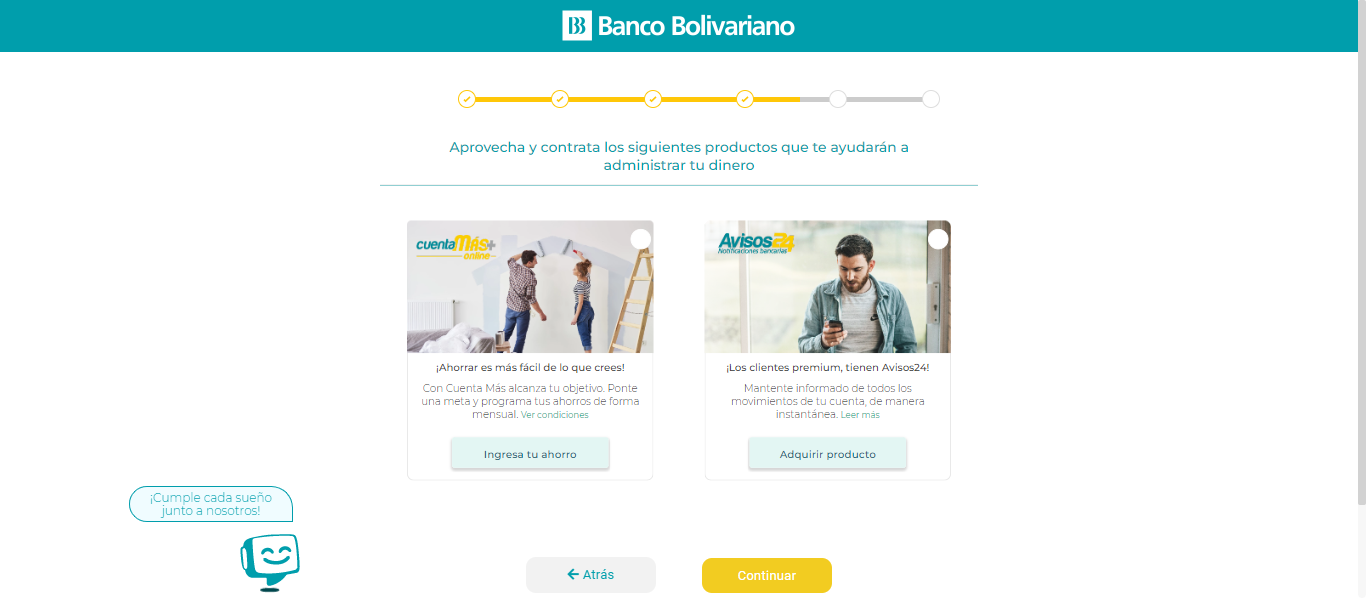 Banco Bolivariano
Aprovecha y contrata los siguientes productos que te ayudarán a
administrar tu dinero
cuentaMás+
online
Avisos24
Notificaciones bancarias
¡Ahorrar es más fácil de lo que crees!
Con Cuenta Más alcanza tu objetivo. Ponte
una meta y programa tus ahorros de forma
mensual. Ver condiciones
Ingresa tu ahorro
¡Los clientes premium, tienen Avisos24!
Mantente informado de todos los
movimientos de tu cuenta, de manera
instantánea. Leer más
Adquirir producto
¡Cumple cada sueño
junto a nosotros!
Atrás
Continuar